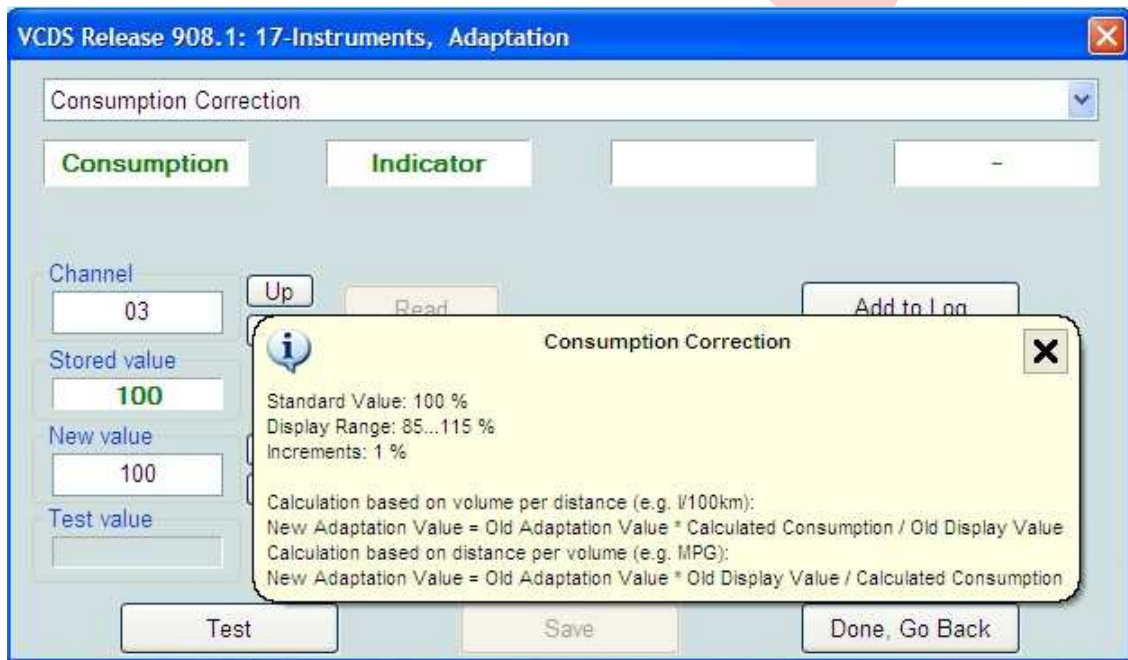 VCDS Release 908.1: 17-Instruments, Adaptation
Consumption Correction
Consumption Indicator -
Channel
03
Up
Read
Add to Log
Stored value
100
New value
100
Test value
Consumption Correction
Standard Value: 100 %
Display Range: 85...115 %
Increments: 1 %
Calculation based on volume per distance (e.g. l/100km):
New Adaptation Value = Old Adaptation Value * Calculated Consumption / Old Display Value
Calculation based on distance per volume (e.g. MPG):
New Adaptation Value = Old Adaptation Value * Old Display Value / Calculated Consumption
Test Save Done, Go Back